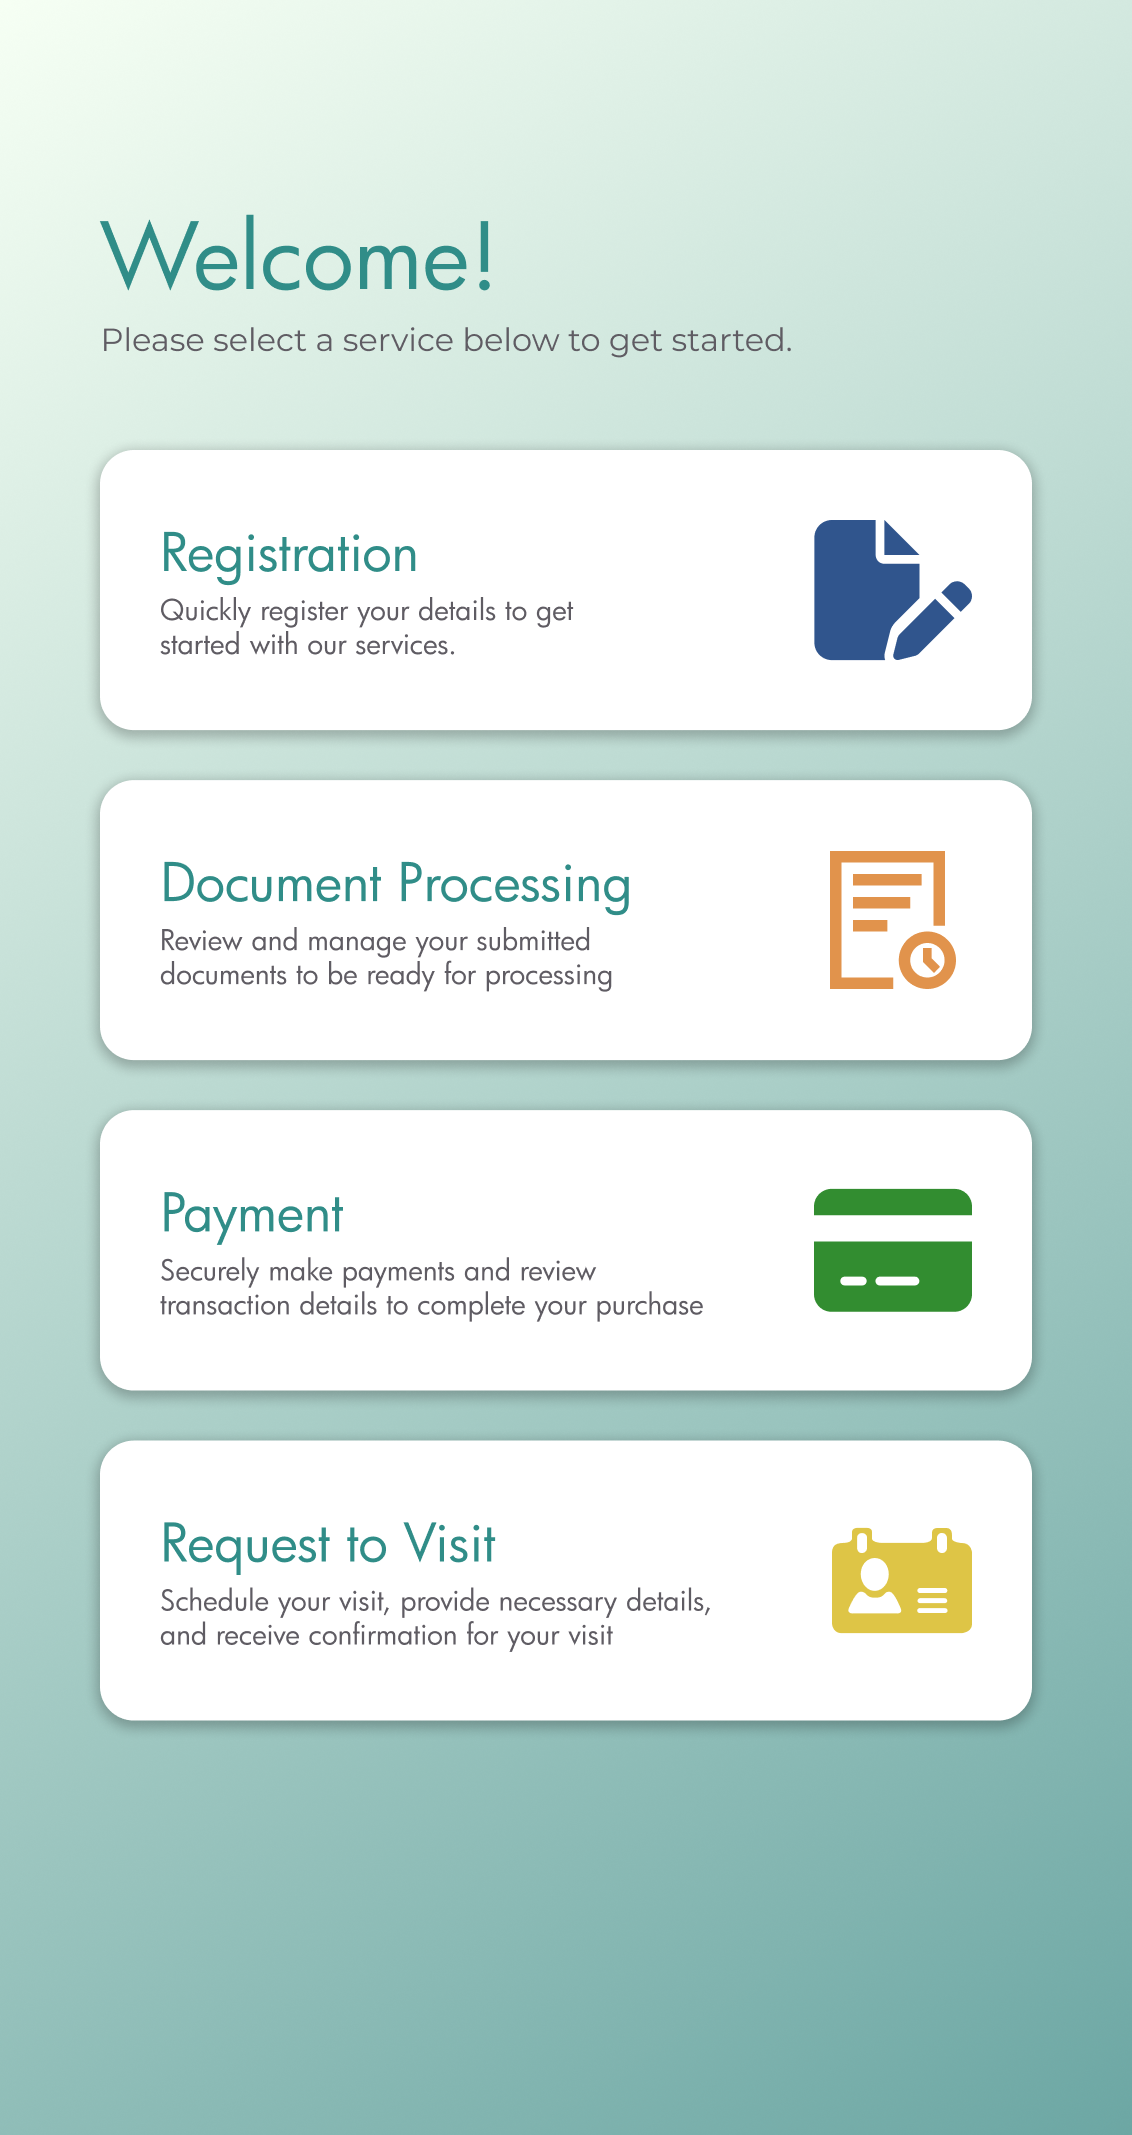 Welcome!
Please select a service below to get started.
Registration
Quickly register your details to get
started with our services.
Document Processing
Review and manage your submitted
documents to be ready for processing
Payment
Securely make payments and review
transaction details to complete your purchase
Request to Visit
Schedule your visit, provide necessary details,
and receive confirmation for your visit